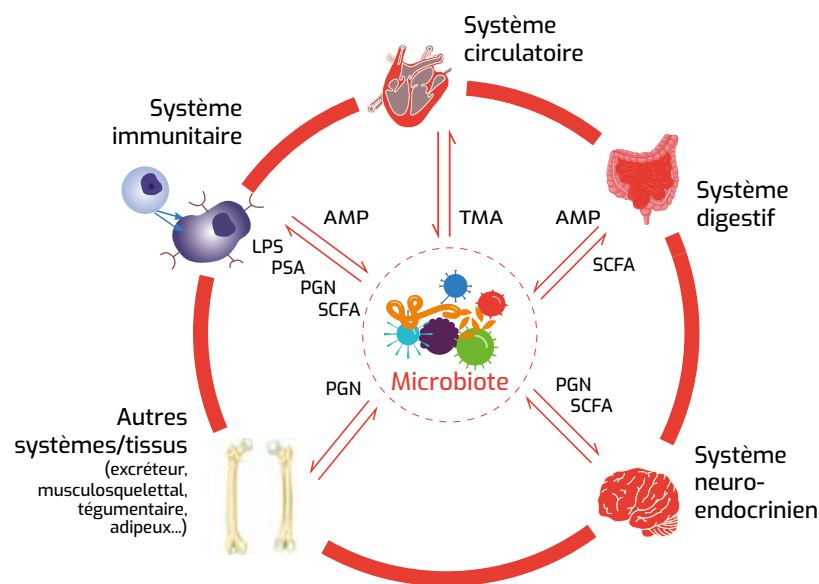 Système
circulatoire
Système
immunitaire
Système
digestif
AMP
TMA
AMP
LPS
PSA
PGN
SCFA
SCFA
Microbiote
PGN
PGN
SCFA
Autres
systèmes/tissus
(excréteur,
musculosquelettal,
tégumentaire,
adipeux...)
Système
neuro-
endocrinien